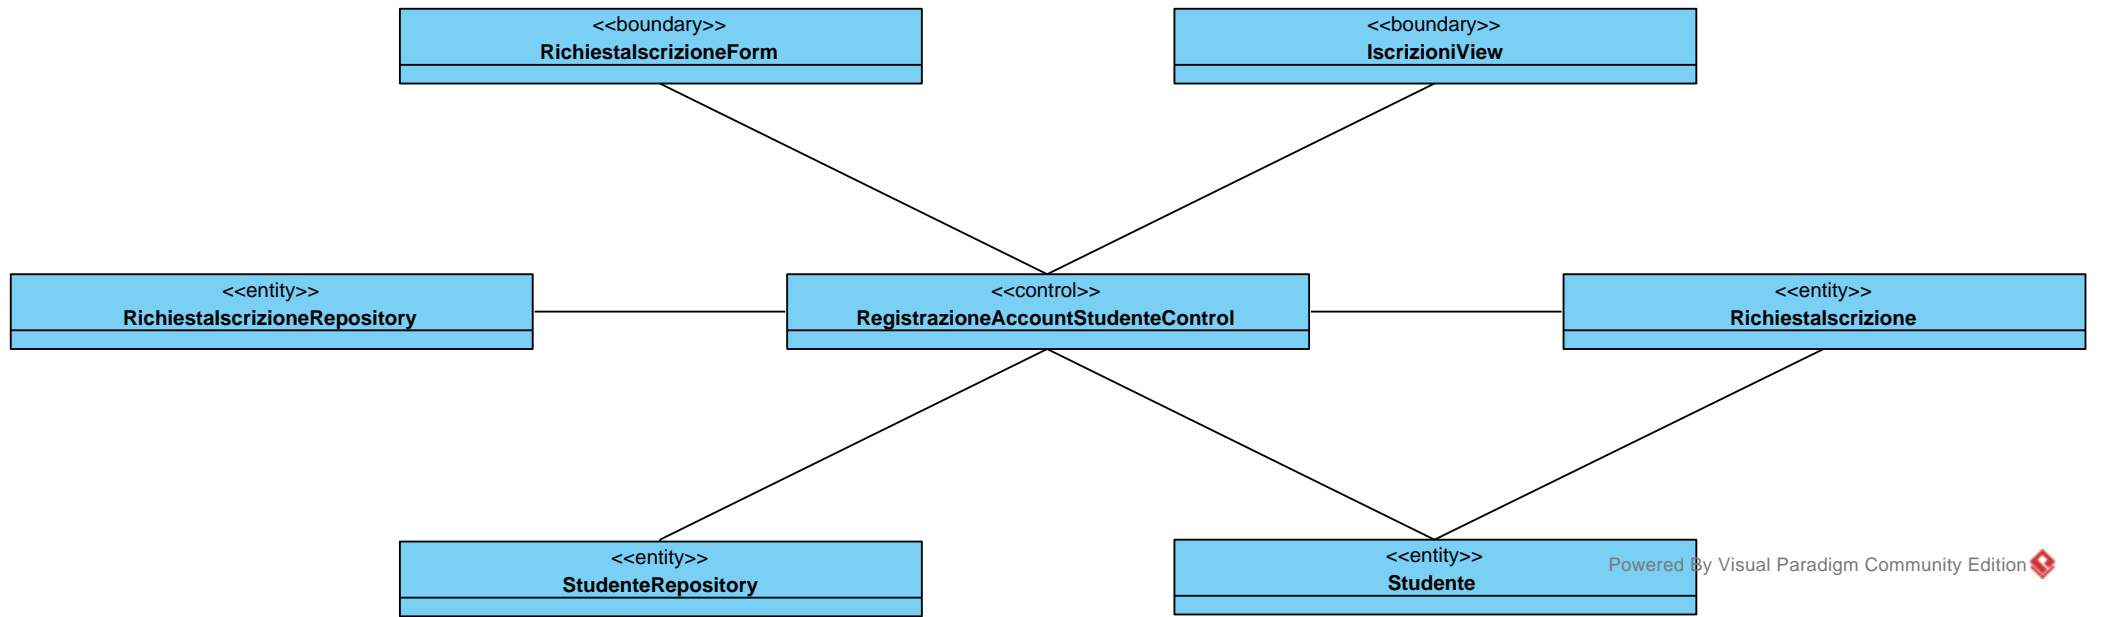 <<boundary>>
RichiestaIscrizioneForm
<<boundary>>
IscrizioniView
<<entity>>
RichiestaIscrizioneRepository
<<control>>
RegistrazioneAccountStudenteControl
<<entity>>
RichiestaIscrizione
<<entity>>
StudenteRepository
<<entity>>
Studente
Powered By Visual Paradigm Community Edition